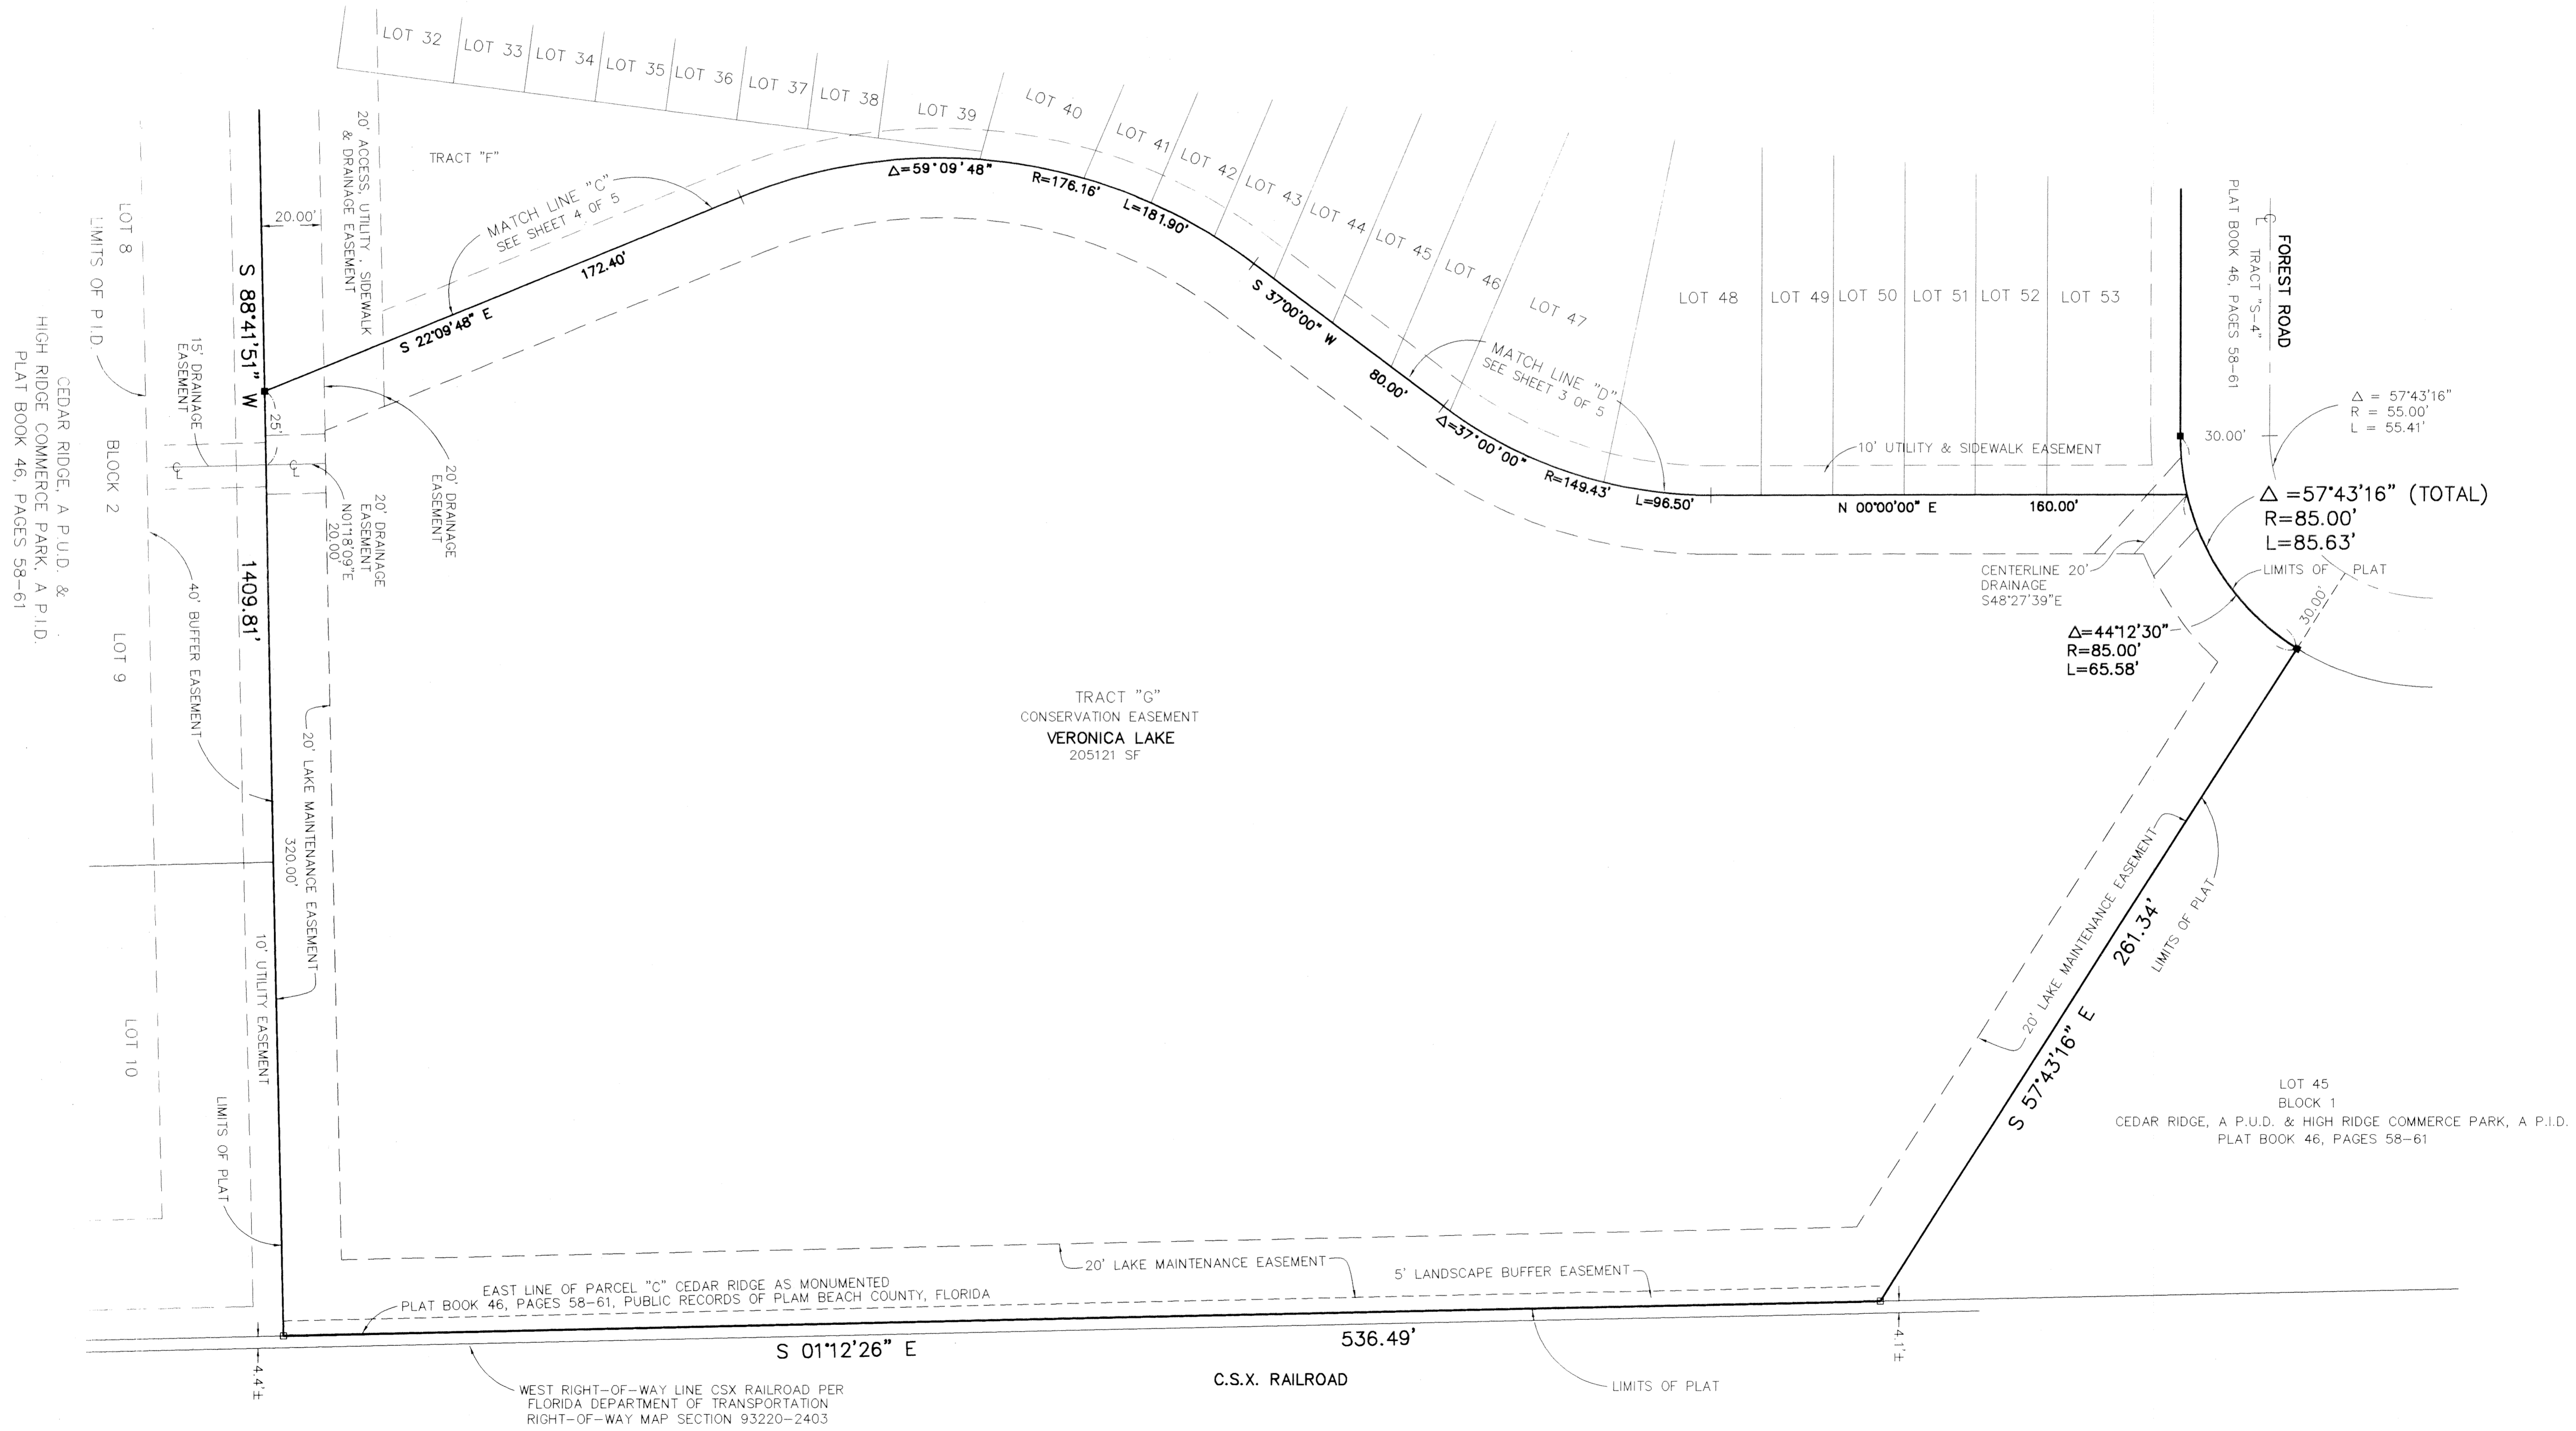 LOT 32
LOT 33
LOT 34
LOT 35
LOT 36
LOT 37
LOT 38
LOT 39
LOT 40
LOT 41
LOT 42
LOT 43
LOT 44
LOT 45
LOT 46
LOT 47
LOT 48
LOT 49
LOT 50
LOT 51
LOT 52
LOT 53
TRACT "F"
20' ACCESS, UTILITY, SIDEWALK
& DRAINAGE EASEMENT
20.00'
MATCH LINE "C"
SEE SHEET 4 OF 5
172.40'
S 22°09'48" E
Δ=59°09'48"
R=176.16'
L=181.90'
S 37°00'00" W
80.00'
MATCH LINE "D"
SEE SHEET 3 OF 5
Δ=37°00'00"
R=149.43'
L=96.50'
10' UTILITY & SIDEWALK EASEMENT
N 00°00'00" E
160.00'
FOREST ROAD
℄ TRACT "S-4"
PLAT BOOK 46, PAGES 58-61
30.00'
Δ = 57°43'16"
R = 55.00'
L = 55.41'
Δ =57°43'16" (TOTAL)
R=85.00'
L=85.63'
LIMITS OF PLAT
30.00'
CENTERLINE 20'
DRAINAGE
S48°27'39"E
Δ=44°12'30"
R=85.00'
L=65.58'
LOT 8
LIMITS OF P.I.D.
CEDAR RIDGE, A P.U.D. &
HIGH RIDGE COMMERCE PARK, A P.I.D.
PLAT BOOK 46, PAGES 58-61
BLOCK 2
LOT 9
LOT 10
S 88°41'51" W
1409.81'
15' DRAINAGE
EASEMENT
25'
℄
℄
20' DRAINAGE
EASEMENT
N01°18'09"E
20.00'
20' DRAINAGE
EASEMENT
40' BUFFER EASEMENT
20' LAKE MAINTENANCE EASEMENT
320.00'
10' UTILITY EASEMENT
LIMITS OF PLAT
TRACT "G"
CONSERVATION EASEMENT
VERONICA LAKE
205121 SF
20' LAKE MAINTENANCE EASEMENT
261.34'
S 57°43'16" E
LIMITS OF PLAT
LOT 45
BLOCK 1
CEDAR RIDGE, A P.U.D. & HIGH RIDGE COMMERCE PARK, A P.I.D.
PLAT BOOK 46, PAGES 58-61
20' LAKE MAINTENANCE EASEMENT
5' LANDSCAPE BUFFER EASEMENT
EAST LINE OF PARCEL "C" CEDAR RIDGE AS MONUMENTED
PLAT BOOK 46, PAGES 58-61, PUBLIC RECORDS OF PLAM BEACH COUNTY, FLORIDA
S 01°12'26" E
536.49'
4.4'±
4.1'±
C.S.X. RAILROAD
LIMITS OF PLAT
WEST RIGHT-OF-WAY LINE CSX RAILROAD PER
FLORIDA DEPARTMENT OF TRANSPORTATION
RIGHT-OF-WAY MAP SECTION 93220-2403